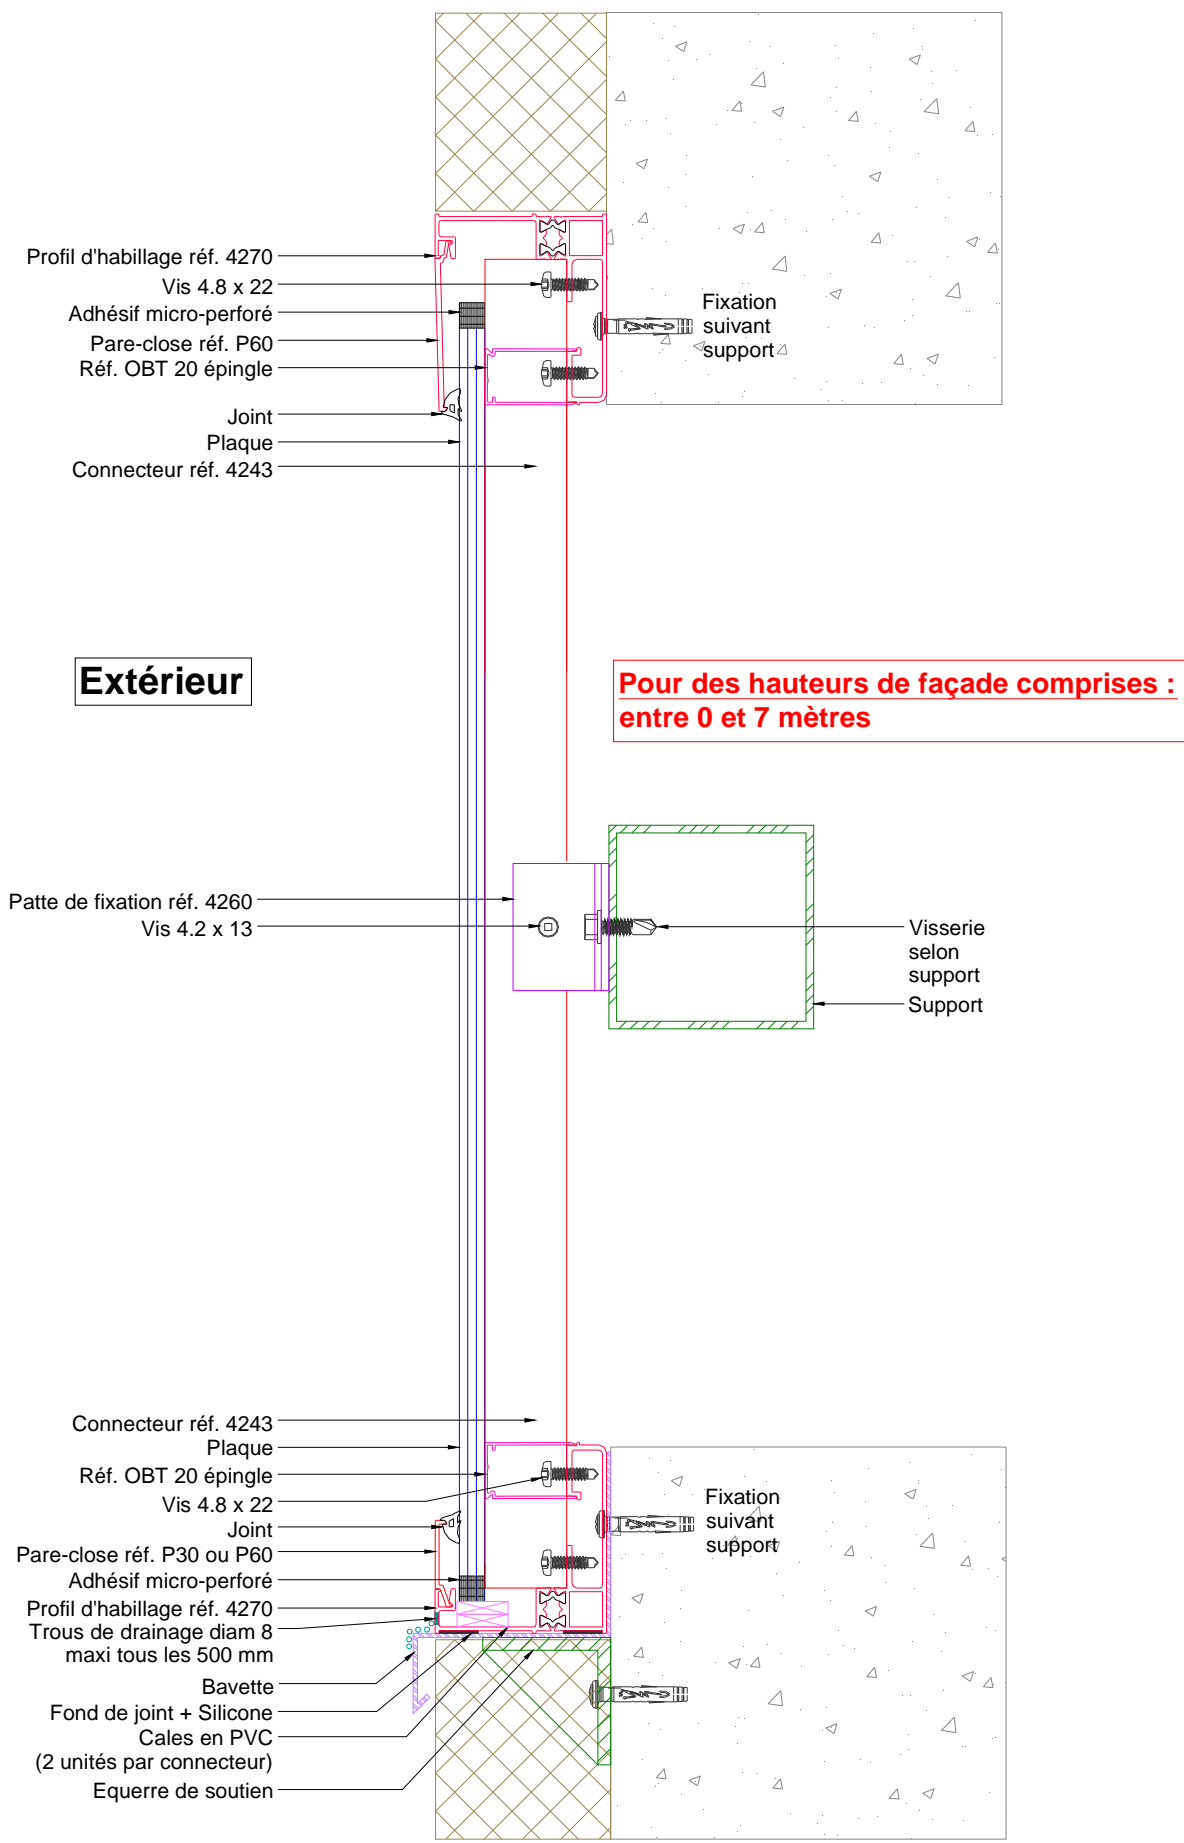 Profil d'habillage réf. 4270
Vis 4.8 x 22
Adhésif micro-perforé
Pare-close réf. P60
Réf. OBT 20 épingle
Joint
Plaque
Connecteur réf. 4243
Fixation
suivant
support
Extérieur
Pour des hauteurs de façade comprises :
entre 0 et 7 mètres
Patte de fixation réf. 4260
Vis 4.2 x 13
Visserie
selon
support
Support
Connecteur réf. 4243
Plaque
Réf. OBT 20 épingle
Vis 4.8 x 22
Joint
Pare-close réf. P30 ou P60
Adhésif micro-perforé
Profil d'habillage réf. 4270
Trous de drainage diam 8
maxi tous les 500 mm
Bavette
Fond de joint + Silicone
Cales en PVC
(2 unités par connecteur)
Equerre de soutien
Fixation
suivant
support